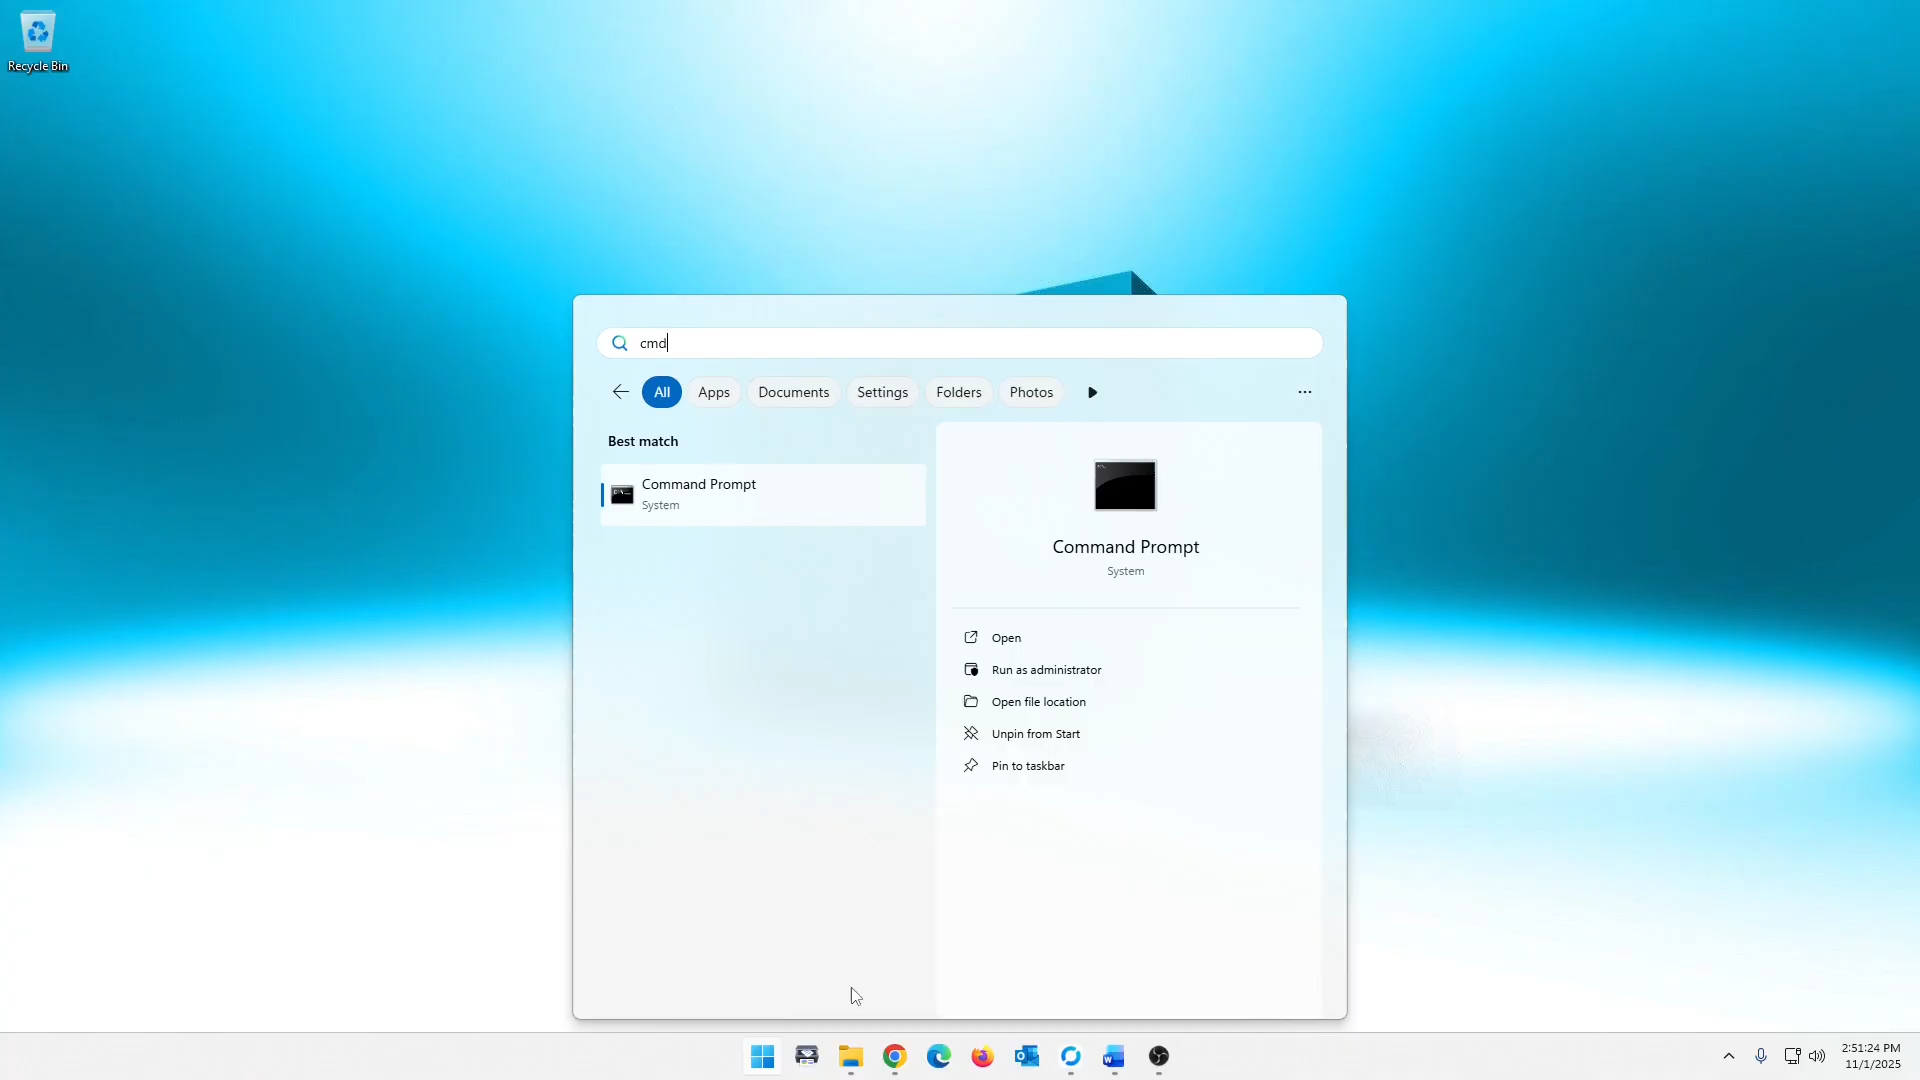 Recycle Bin
cmd
All Apps Documents Settings Folders Photos
Best match
Command Prompt
System
Command Prompt
System
Open
Run as administrator
Open file location
Unpin from Start
Pin to taskbar
2:51:24 PM
11/1/2025